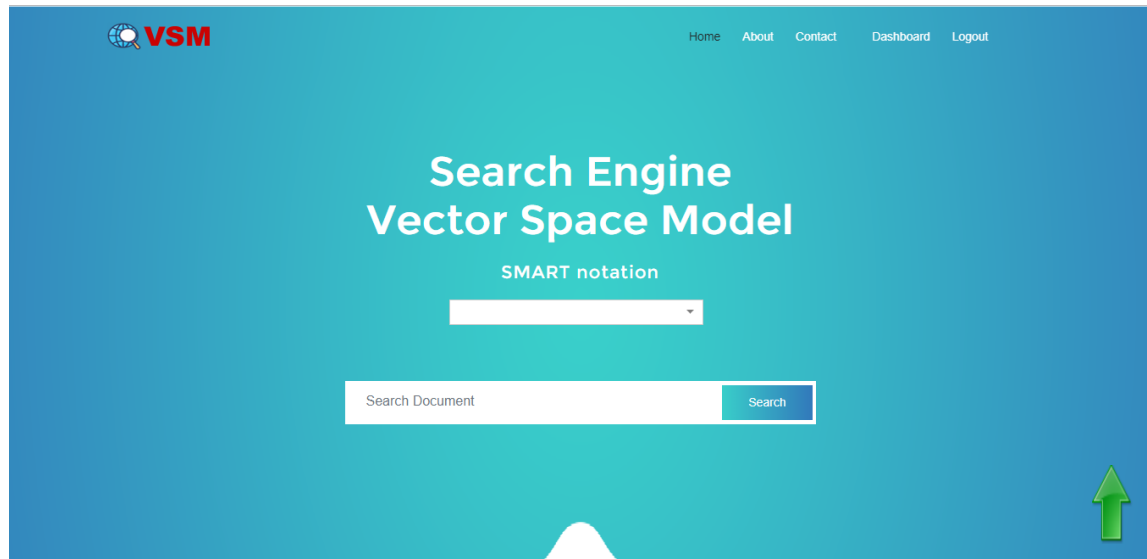 VSM
Home About Contact Dashboard Logout
Search Engine
Vector Space Model
SMART notation
Search Document
Search